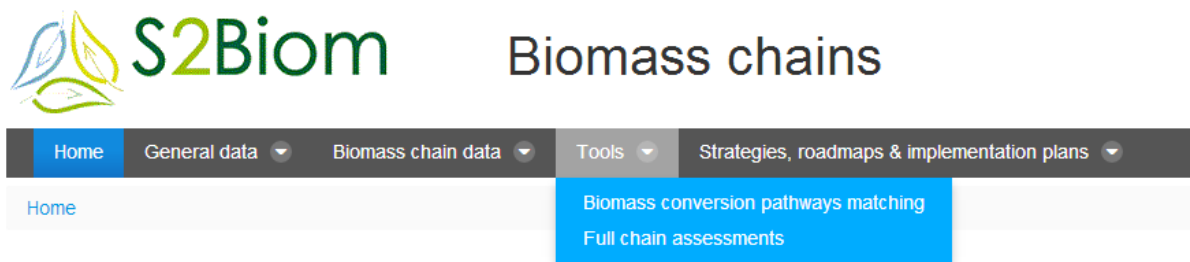 S2Biom Biomass chains
Home General data Biomass chain data Tools Strategies, roadmaps & implementation plans
Home
Biomass conversion pathways matching
Full chain assessments